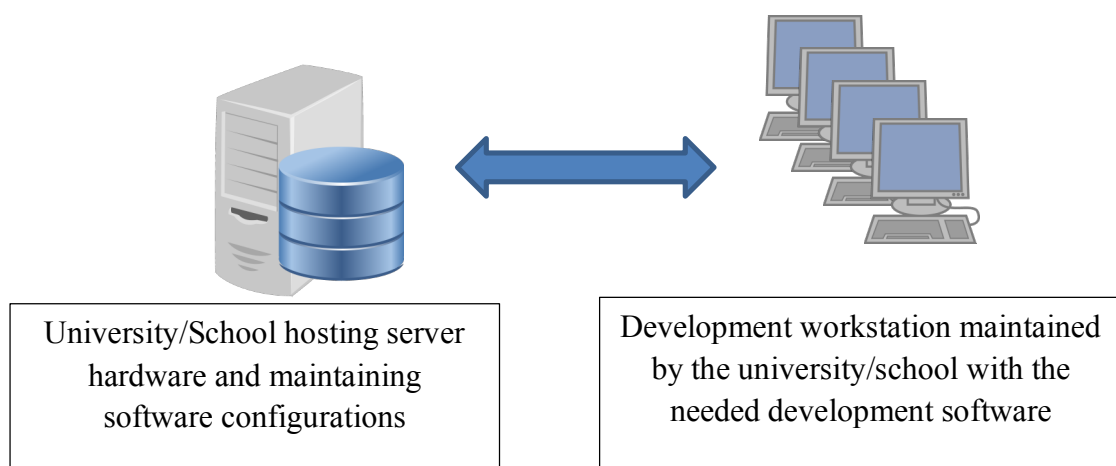 University/School hosting server
hardware and maintaining
software configurations
Development workstation maintained
by the university/school with the
needed development software